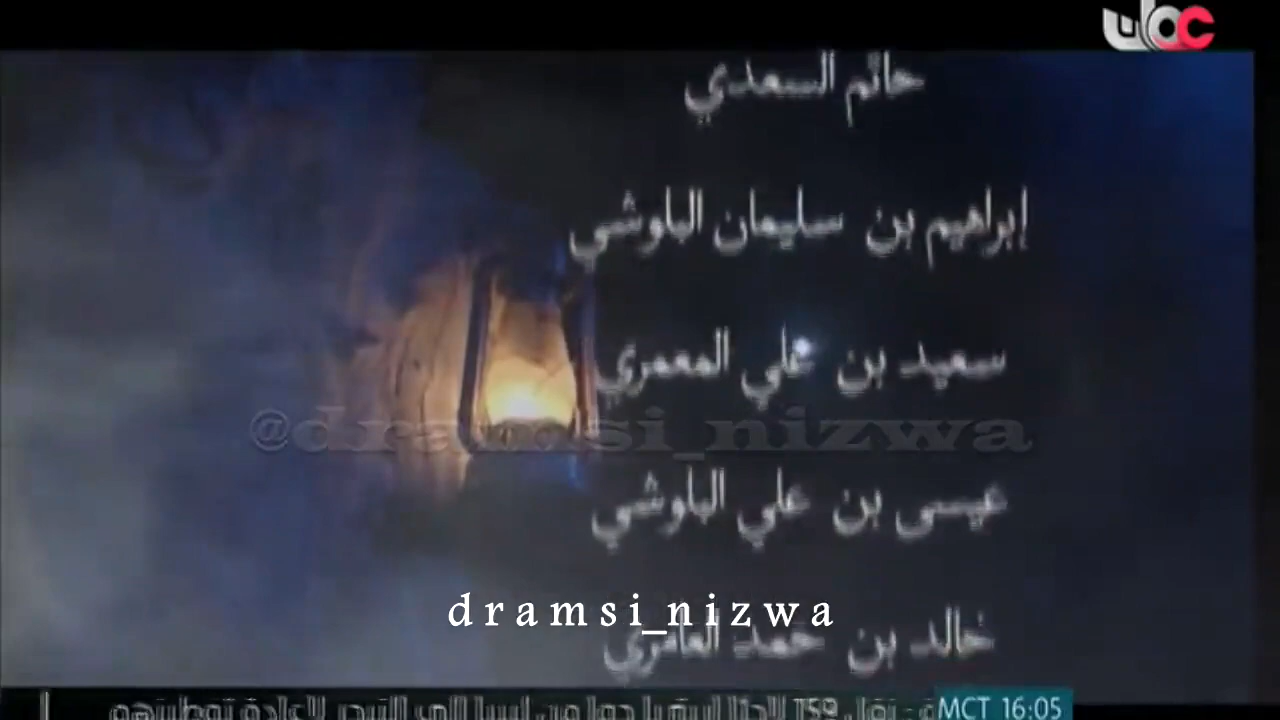 عمان
حاتم السعدي
إبراهيم بن سليمان البلوشي
سعيد بن علي المعمري
@dramsi_nizwa
عيسى بن علي البلوشي
dramsi_nizwa
خالد بن حمد العامري
MCT 16:05